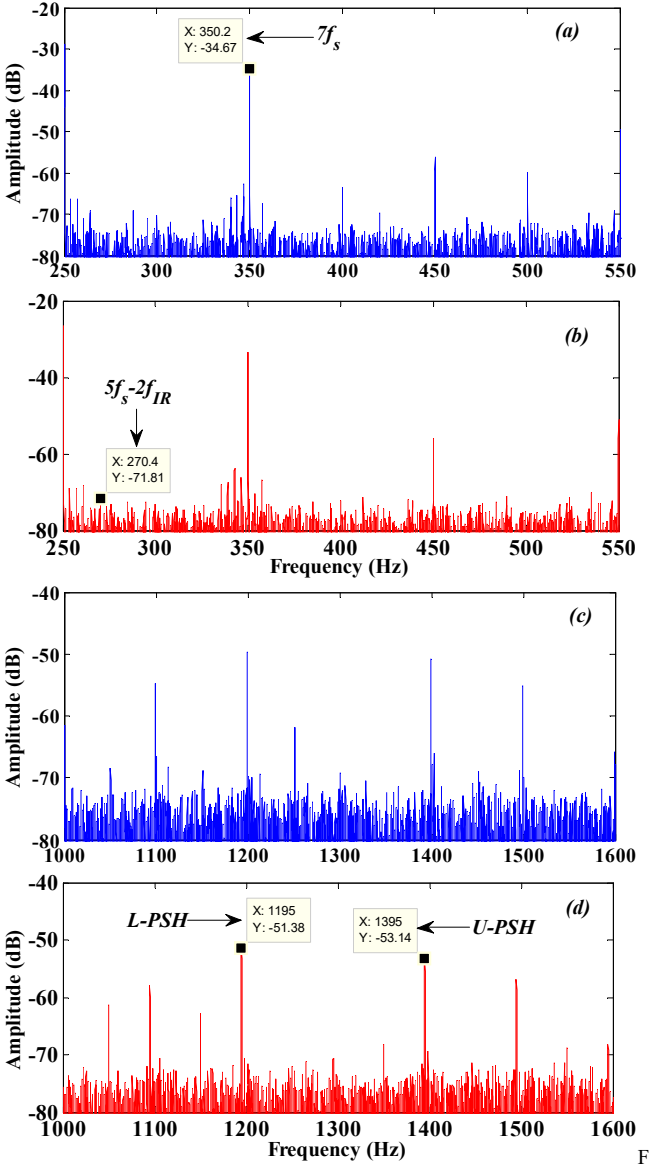 -20
(a)
X: 350.2
Y: -34.67
7fs
-30
-40
-50
-60
-70
-80
Amplitude (dB)
250 300 350 400 450 500 550
-20
(b)
-40
5fs-2fIR
X: 270.4
Y: -71.81
-60
-80
Amplitude (dB)
250 300 350 400 450 500 550
Frequency (Hz)
-40
(c)
-50
-60
-70
-80
Amplitude (dB)
1000 1100 1200 1300 1400 1500 1600
-40
(d)
L-PSH
X: 1195
Y: -51.38
X: 1395
Y: -53.14
U-PSH
-50
-60
-70
-80
Amplitude (dB)
1000 1100 1200 1300 1400 1500 1600
Frequency (Hz)
F